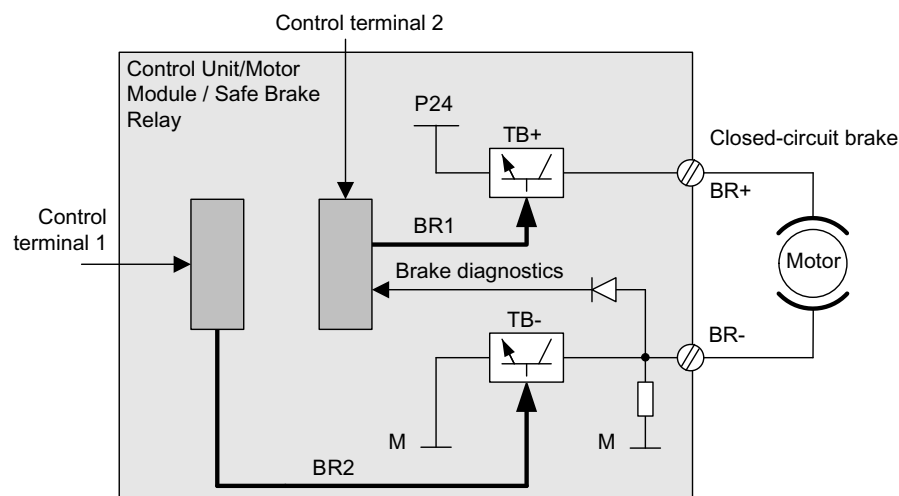 Control terminal 2
Control Unit/Motor
Module / Safe Brake
Relay
P24
TB+
Closed-circuit brake
BR+
Control
terminal 1
BR1
Motor
Brake diagnostics
TB-
BR-
M
M
BR2